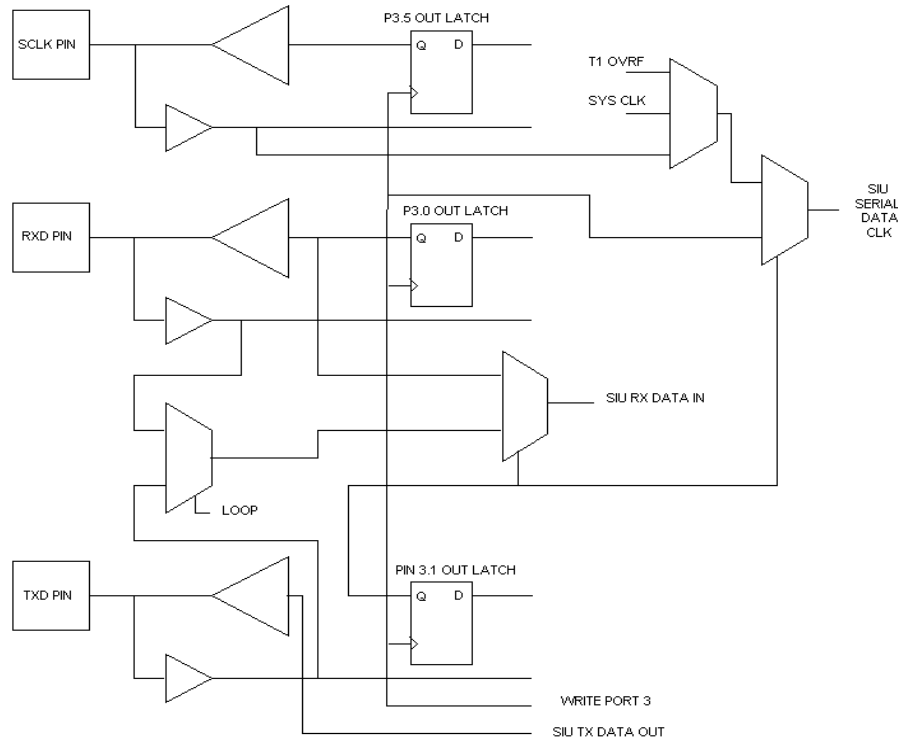 P3.5 OUT LATCH
SCLK PIN
Q D
T1 OVRF
SYS CLK
SIU
SERIAL
DATA
CLK
P3.0 OUT LATCH
RXD PIN
Q D
SIU RX DATA IN
LOOP
PIN 3.1 OUT LATCH
TXD PIN
Q D
WRITE PORT 3
SIU TX DATA OUT